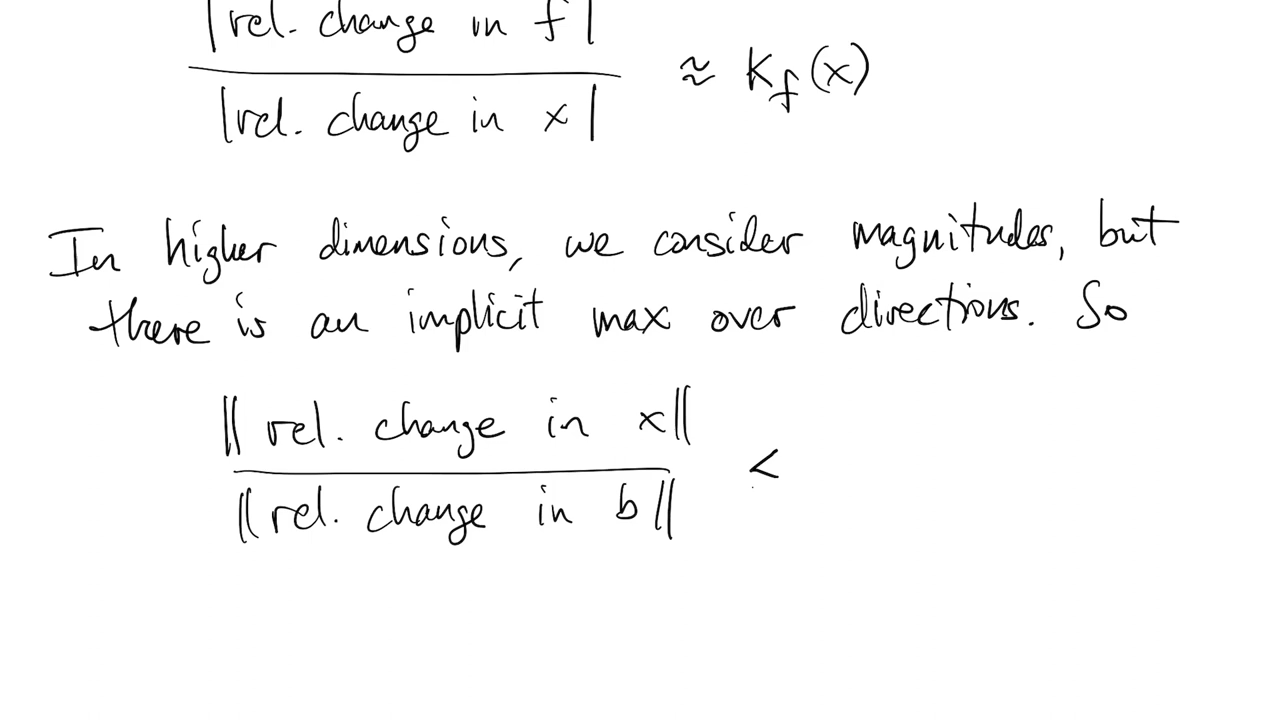 |rel. change in f|
|rel. change in x| ≈ κ_f(x)
In higher dimensions, we consider magnitudes, but
there is an implicit max over directions. So
|| rel. change in x|| <
|| rel. change in b ||